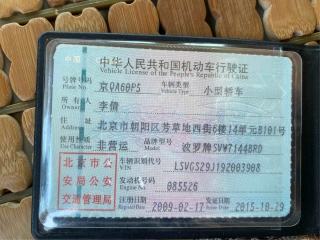 中华人民共和国机动车行驶证
Vehicle License of the People's Republic of China
号牌号码 京QA60P5 车辆类型 小型轿车
Plate No. Vehicle Type
所有人 李倩
Owner
住址 北京市朝阳区芳草地西街6楼14单元B101号
Address
使用性质 非营运 品牌型号 波罗牌SVW7144BRD
Use Character Model
北京市公安局公安交通管理局
车辆识别代号 LSVGS29J192003908
VIN
发动机号码 085526
Engine No.
注册日期 2009-02-17 发证日期 2015-10-29
Register Date Issue Date